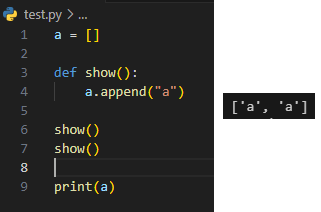 test.py > ...
1 a = []
2
3 def show():
4     a.append("a")
5
6 show()
7 show()
8
9 print(a)
['a', 'a']